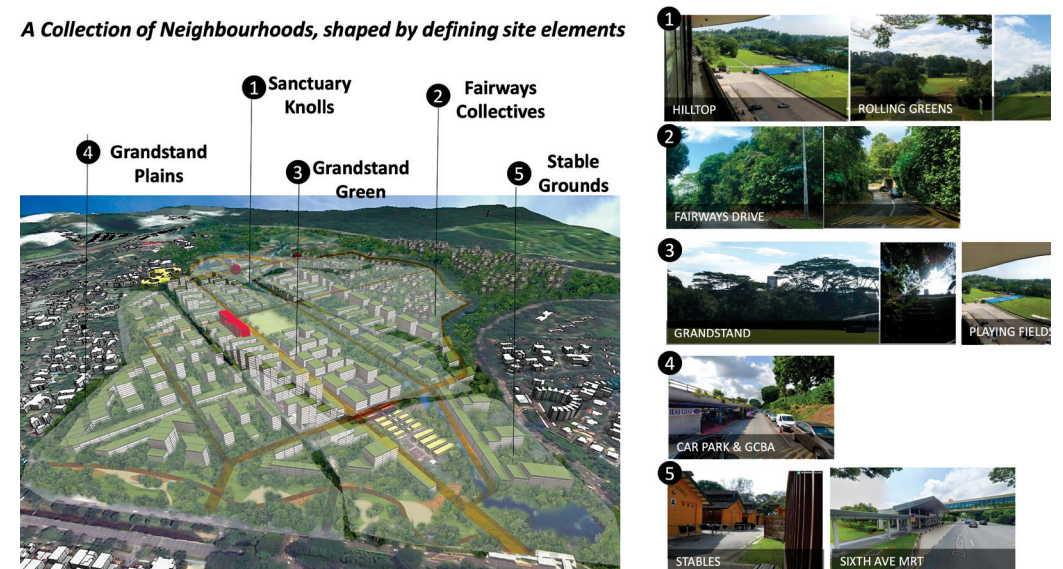 A Collection of Neighbourhoods, shaped by defining site elements
1 Sanctuary
Knolls
2 Fairways
Collectives
4 Grandstand
Plains
3 Grandstand
Green
5 Stable
Grounds
1
HILLTOP
ROLLING GREENS
2
FAIRWAYS DRIVE
3
GRANDSTAND
PLAYING FIELDS
4
HAI GIAP
CAR PARK & GCBA
5
A
STABLES
SIXTH AVE MRT